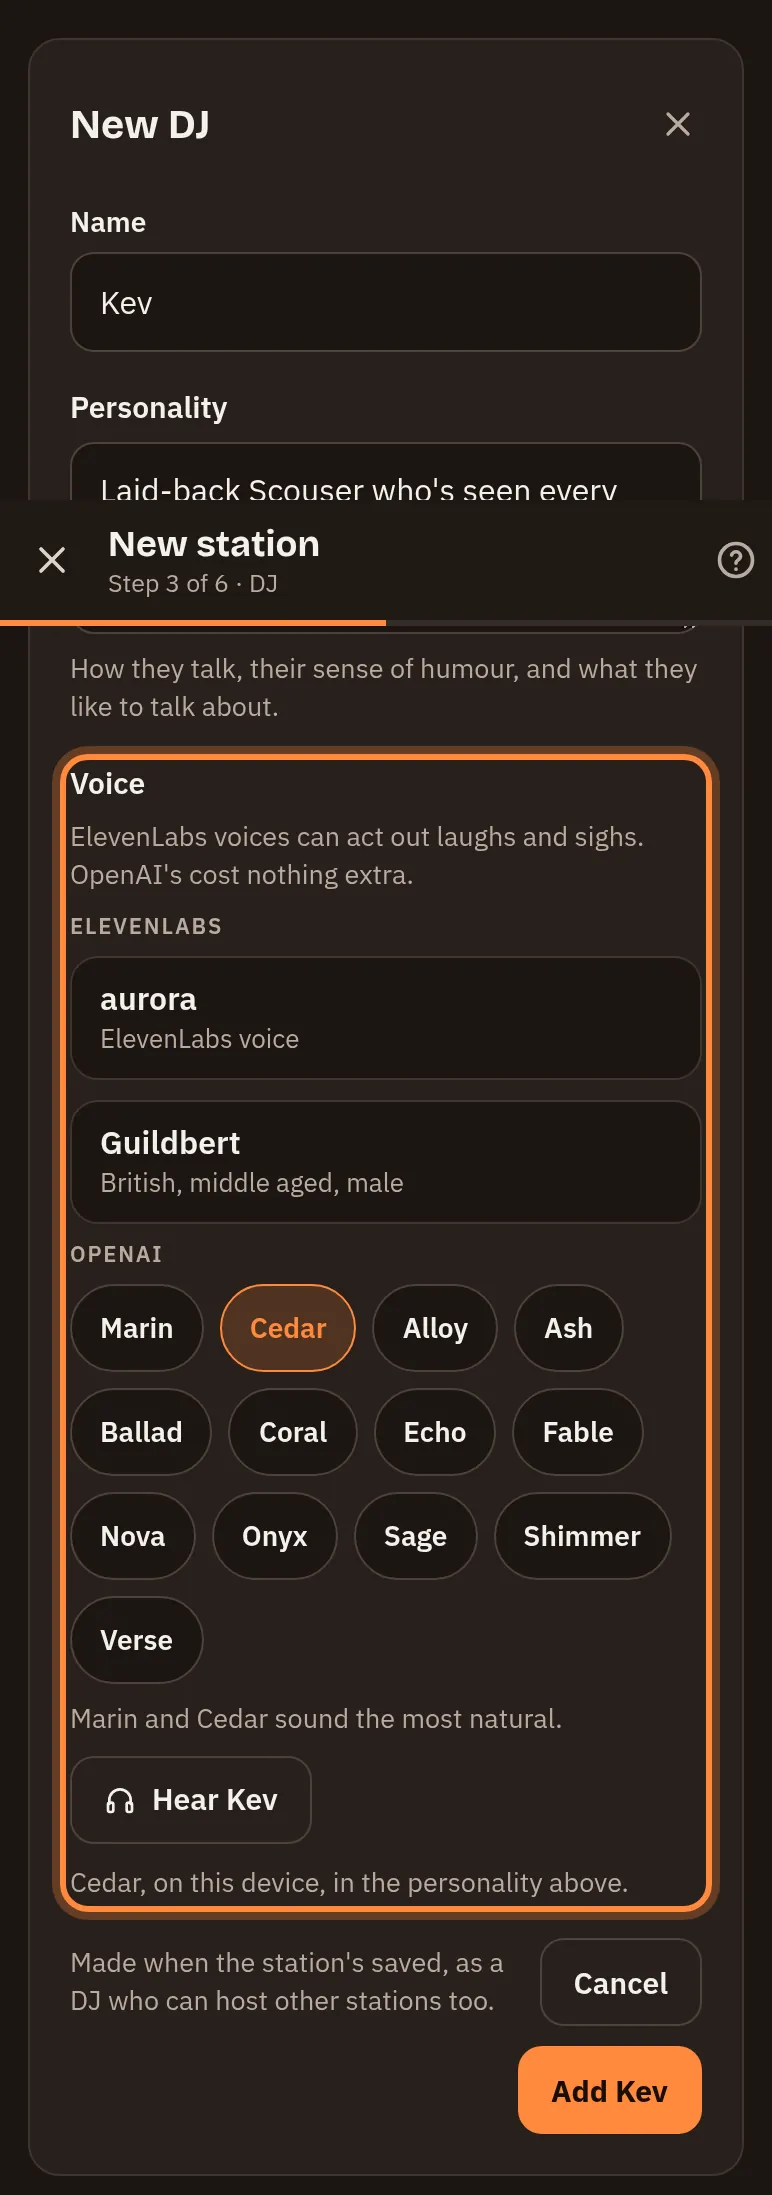 New DJ
Name
Kev
Personality
Laid-back Scouser who's seen every
New station
Step 3 of 6 · DJ
How they talk, their sense of humour, and what they
like to talk about.
Voice
ElevenLabs voices can act out laughs and sighs.
OpenAI's cost nothing extra.
ELEVENLABS
aurora
ElevenLabs voice
Guildbert
British, middle aged, male
OPENAI
Marin Cedar Alloy Ash
Ballad Coral Echo Fable
Nova Onyx Sage Shimmer
Verse
Marin and Cedar sound the most natural.
Hear Kev
Cedar, on this device, in the personality above.
Made when the station's saved, as a
DJ who can host other stations too.
Cancel
Add Kev